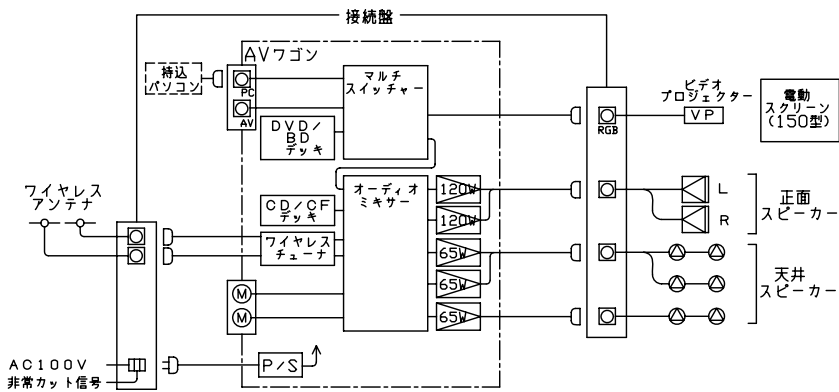 接続盤
AVワゴン
持込
パソコン
PC
AV
マルチ
スイッチャー
DVD/
BD
デッキ
ビデオ
プロジェクター
VP
RGB
電動
スクリーン
(150型)
ワイヤレス
アンテナ
CD/CF
デッキ
ワイヤレス
チューナ
オーディオ
ミキサー
120W
120W
65W
65W
65W
L
R
正面
スピーカー
天井
スピーカー
M
M
P/S
AC100V
非常カット信号